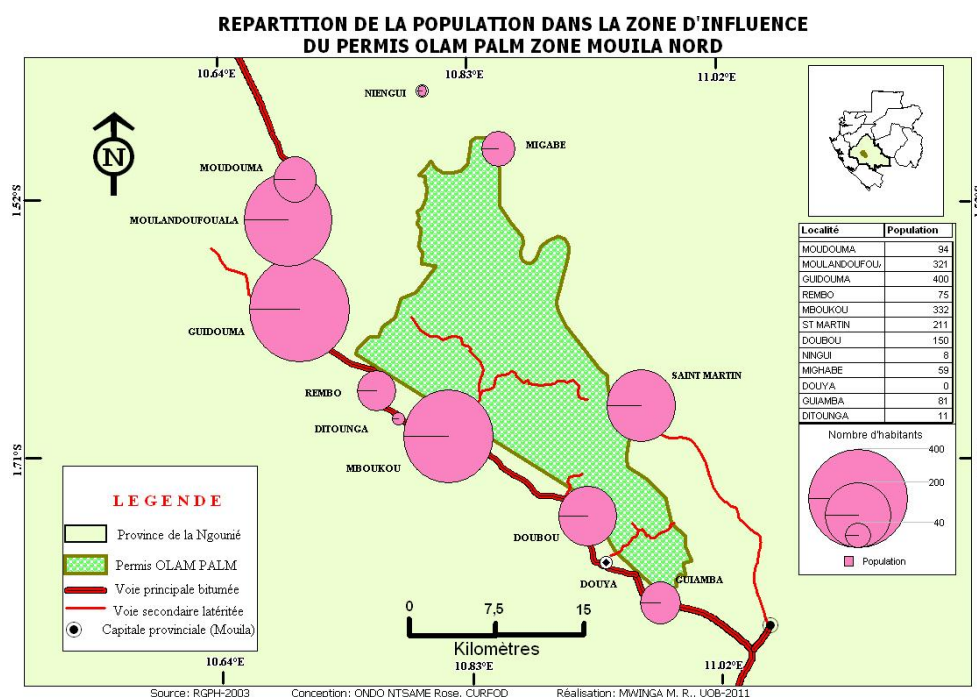 REPARTITION DE LA POPULATION DANS LA ZONE D'INFLUENCE
DU PERMIS OLAM PALM ZONE MOUILA NORD
10.64°E
10.83°E
11.02°E
NIENGUI
MIGABE
N
MOUDOUMA
1.52°S
MOULANDOUFOUALA
GUIDOUMA
REMBO
SAINT MARTIN
DITOUNGA
MBOUKOU
1.71°S
DOUBOU
DOUYA
GUIAMBA
Localité Population
MOUDOUMA 94
MOULANDOUFOU 321
GUIDOUMA 400
REMBO 75
MBOUKOU 332
ST MARTIN 211
DOUBOU 150
NINGUI 8
MIGHABE 59
DOUYA 0
GUIAMBA 81
DITOUNGA 11
Nombre d'habitants
400
200
40
Population
LEGENDE
Province de la Ngounié
Permis OLAM PALM
Voie principale bitumée
Voie secondaire latéritée
Capitale provinciale (Mouila)
0 7,5 15
Kilomètres
10.64°E
10.83°E
11.02°E
Source: RGPH-2003 Conception: ONDO NTSAME Rose, CURFOD Réalisation: MWINGA M. R., UOB-2011